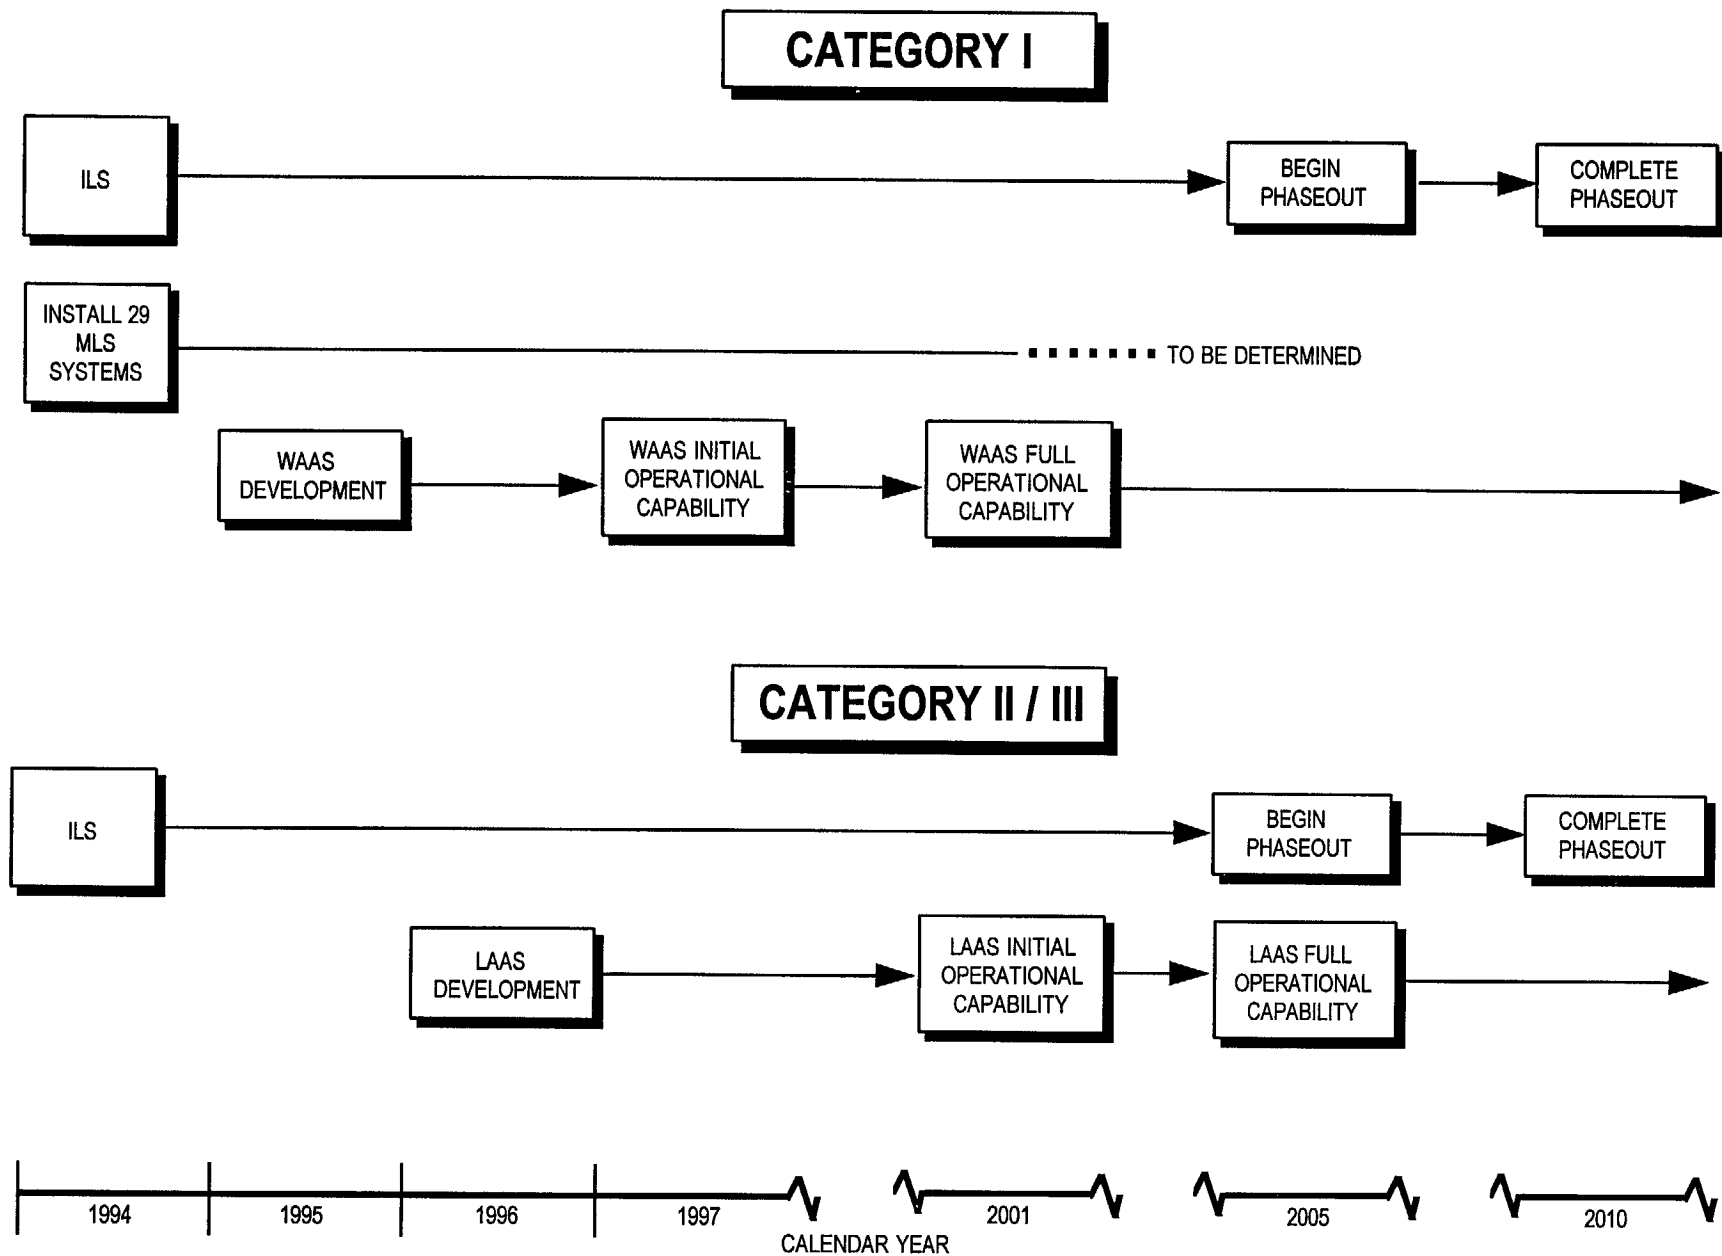 CATEGORY I
ILS
BEGIN
PHASEOUT
COMPLETE
PHASEOUT
INSTALL 29
MLS
SYSTEMS
TO BE DETERMINED
WAAS
DEVELOPMENT
WAAS INITIAL
OPERATIONAL
CAPABILITY
WAAS FULL
OPERATIONAL
CAPABILITY
CATEGORY II / III
ILS
BEGIN
PHASEOUT
COMPLETE
PHASEOUT
LAAS
DEVELOPMENT
LAAS INITIAL
OPERATIONAL
CAPABILITY
LAAS FULL
OPERATIONAL
CAPABILITY
1994 1995 1996 1997 2001 2005 2010
CALENDAR YEAR